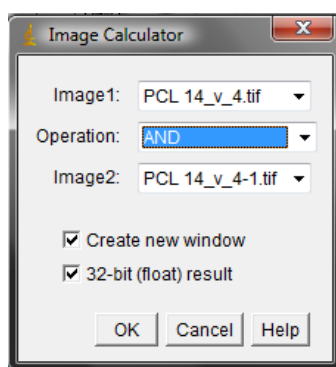 Image Calculator
Image1: PCL 14_v_4.tif
Operation: AND
Image2: PCL 14_v_4-1.tif
Create new window
32-bit (float) result
OK Cancel Help